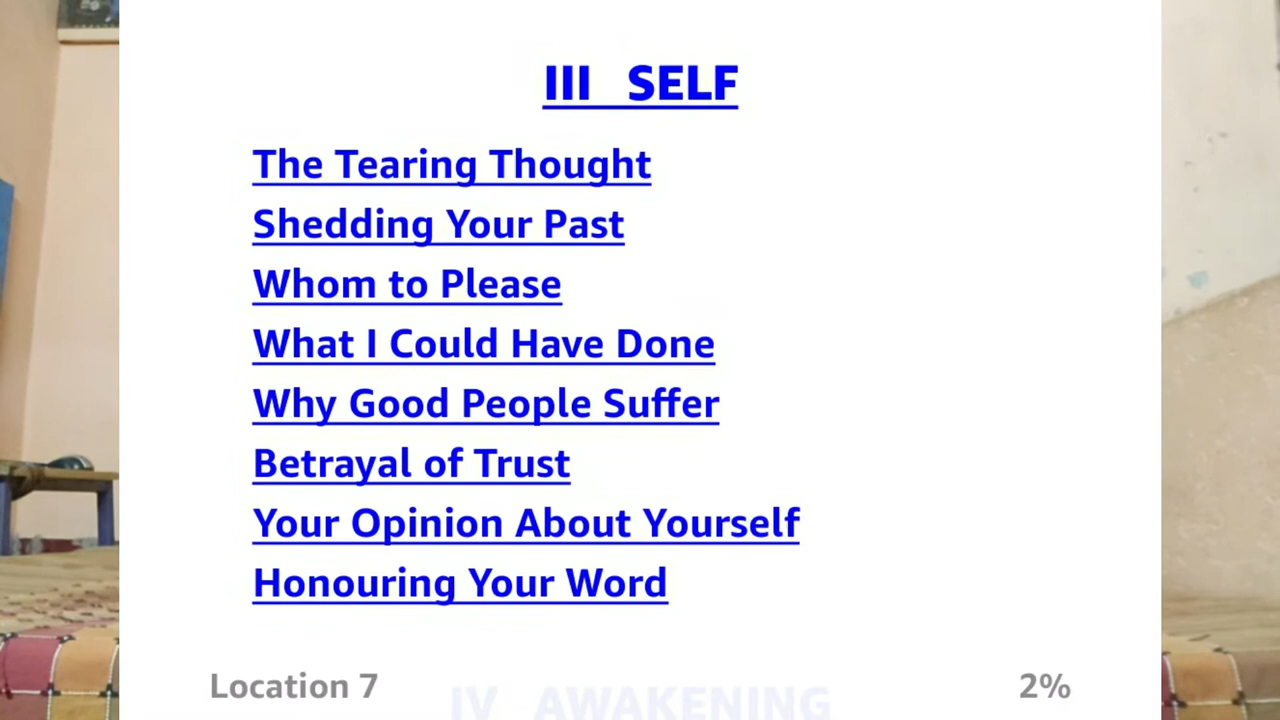 III SELF
The Tearing Thought
Shedding Your Past
Whom to Please
What I Could Have Done
Why Good People Suffer
Betrayal of Trust
Your Opinion About Yourself
Honouring Your Word
Location 7 2%
IV AWAKENING